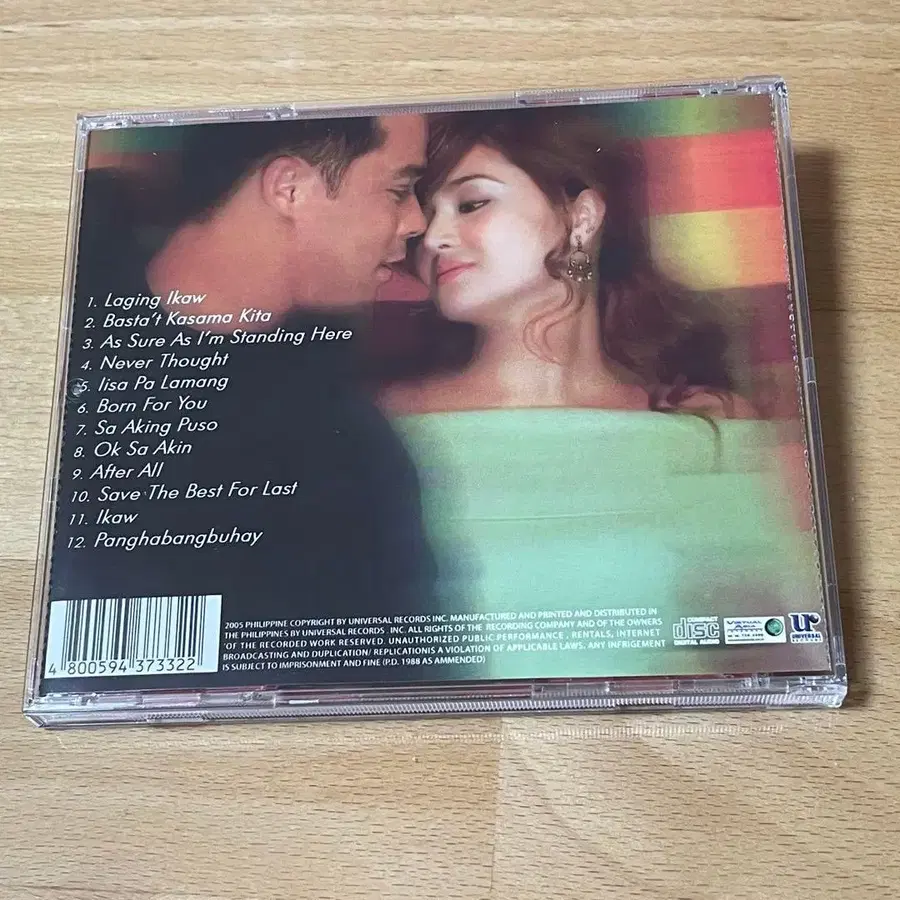 1. Laging Ikaw
2. Basta't Kasama Kita
3. As Sure As I'm Standing Here
4. Never Thought
5. Iisa Pa Lamang
6. Born For You
7. Sa Aking Puso
8. Ok Sa Akin
9. After All
10. Save The Best For Last
11. Ikaw
12. Panghabangbuhay
4 800594 373322
2005 PHILIPPINE COPYRIGHT BY UNIVERSAL RECORDS INC. MANUFACTURED AND PRINTED AND DISTRIBUTED IN
THE PHILIPPINES BY UNIVERSAL RECORDS . INC. ALL RIGHTS OF THE RECORDING COMPANY AND OF THE OWNERS
'OF THE RECORDED WORK RESERVED. UNAUTHORIZED PUBLIC PERFORMANCE , RENTALS, INTERNET
BROADCASTING AND DUPLICATION/ REPLICATIONIS A VIOLATION OF APPLICABLE LAWS. ANY INFRIGEMENT
IS SUBJECT TO IMPRISONMENT AND FINE (P.D. 1988 AS AMMENDED)
COMPACT
disc
DIGITAL AUDIO
ur
UNIVERSAL
RECORDS